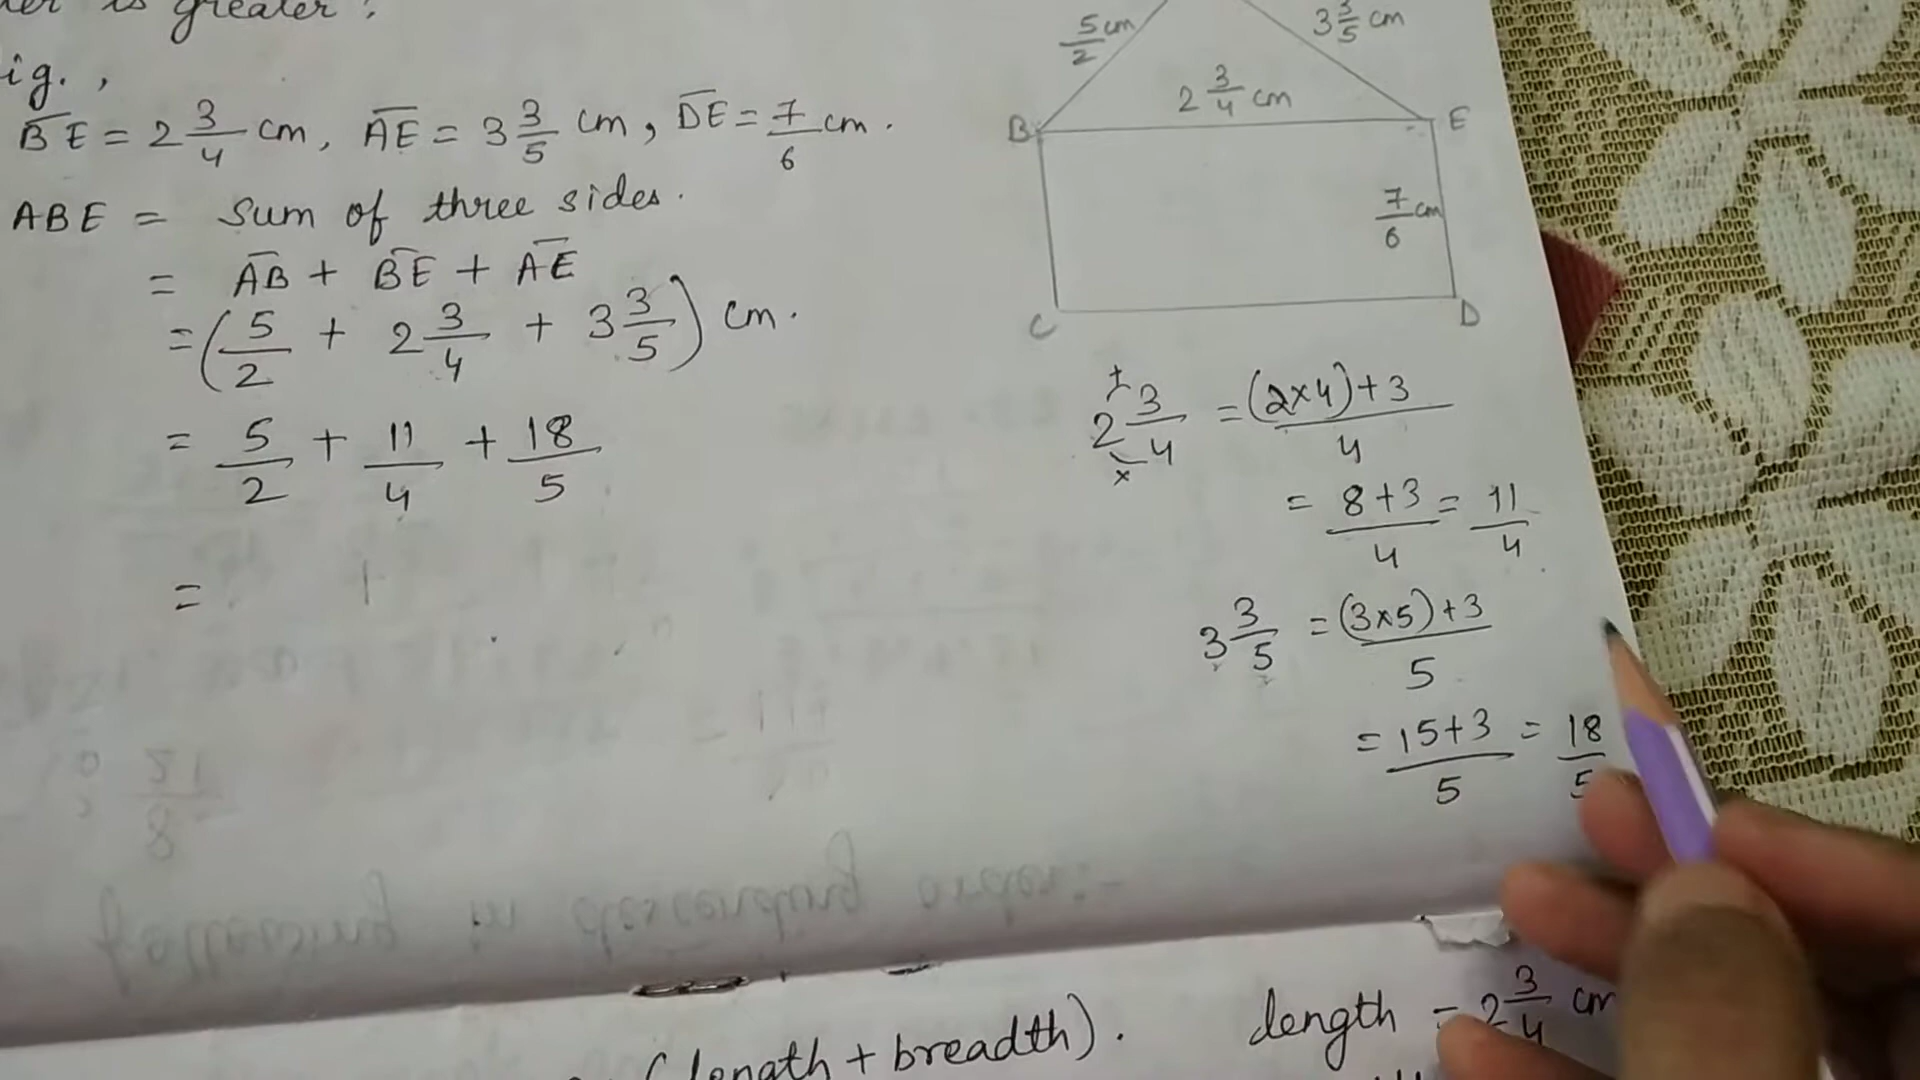 is greater?
ig.,
BE = 2 3/4 cm, AE = 3 3/5 cm, DE = 7/6 cm.
ABE = Sum of three sides.
= AB + BE + AE
= (5/2 + 2 3/4 + 3 3/5) cm.
= 5/2 + 11/4 + 18/5
=
5/2 cm
3 3/5 cm
2 3/4 cm
B
E
7/6 cm
C
D
2 3/4 = (2×4)+3/4
= 8+3/4 = 11/4
3 3/5 = (3×5)+3/5
= 15+3/5 = 18/5
(length + breadth).
length = 2 3/4 cm